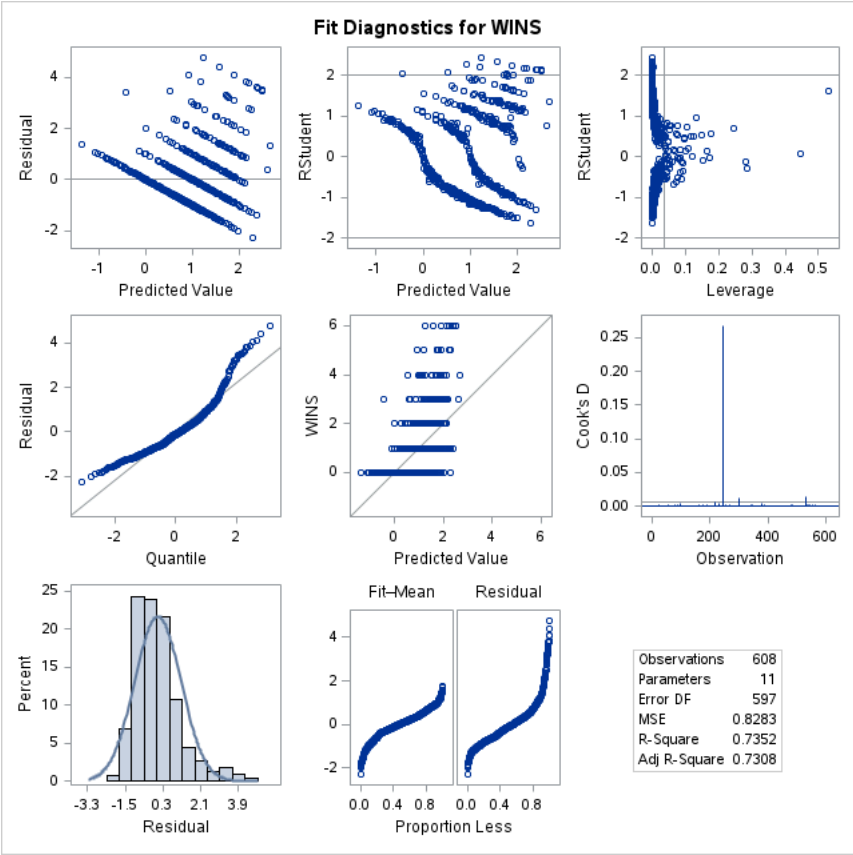 Fit Diagnostics for WINS
Residual
4
2
0
-2
-1 0 1 2
Predicted Value
RStudent
2
1
0
-1
-2
-1 0 1 2
Predicted Value
RStudent
2
1
0
-1
-2
0.0 0.1 0.2 0.3 0.4 0.5
Leverage
Residual
4
2
0
-2
-2 0 2
Quantile
WINS
6
5
4
3
2
1
0
0 2 4 6
Predicted Value
Cook's D
0.25
0.20
0.15
0.10
0.05
0.00
0 200 400 600
Observation
Percent
25
20
15
10
5
0
-3.3 -1.5 0.3 2.1 3.9
Residual
Fit–Mean Residual
4
2
0
-2
0.0 0.4 0.8 0.0 0.4 0.8
Proportion Less
Observations 608
Parameters 11
Error DF 597
MSE 0.8283
R-Square 0.7352
Adj R-Square 0.7308